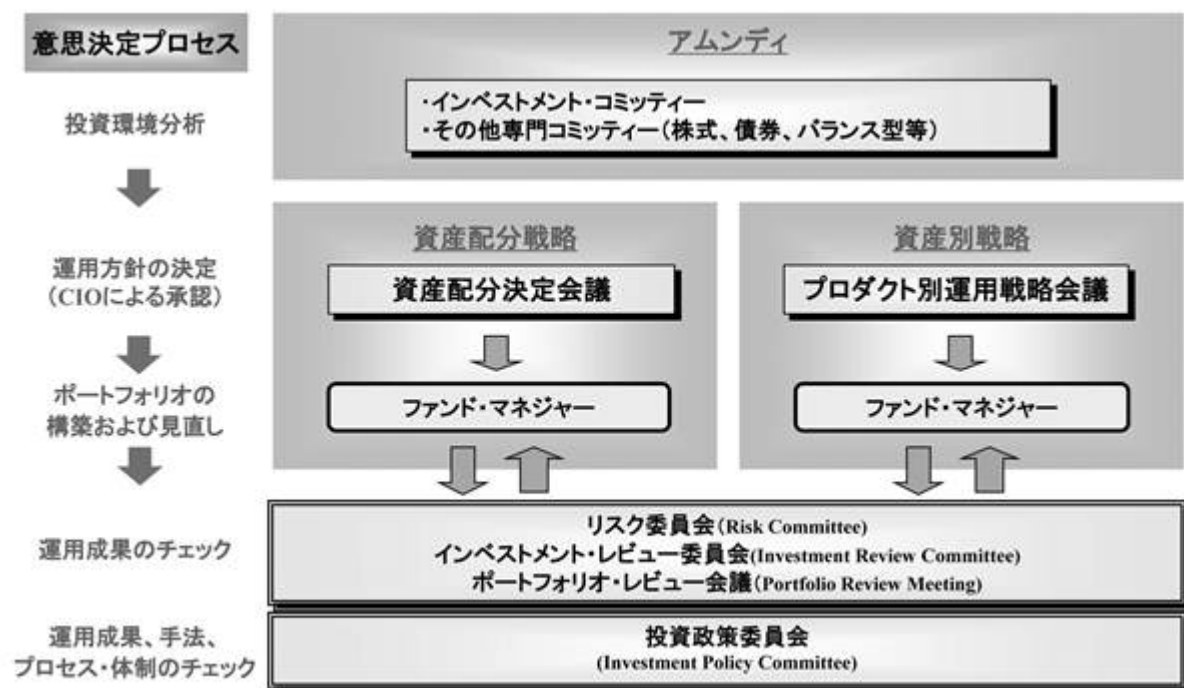 意思決定プロセス
アムンディ
投資環境分析
・インベストメント・コミッティー
・その他専門コミッティー(株式、債券、バランス型等)
資産配分戦略
資産別戦略
運用方針の決定
(CIOによる承認)
資産配分決定会議
プロダクト別運用戦略会議
ポートフォリオの
構築および見直し
ファンド・マネジャー
ファンド・マネジャー
運用成果のチェック
リスク委員会(Risk Committee)
インベストメント・レビュー委員会(Investment Review Committee)
ポートフォリオ・レビュー会議(Portfolio Review Meeting)
運用成果、手法、
プロセス・体制のチェック
投資政策委員会
(Investment Policy Committee)